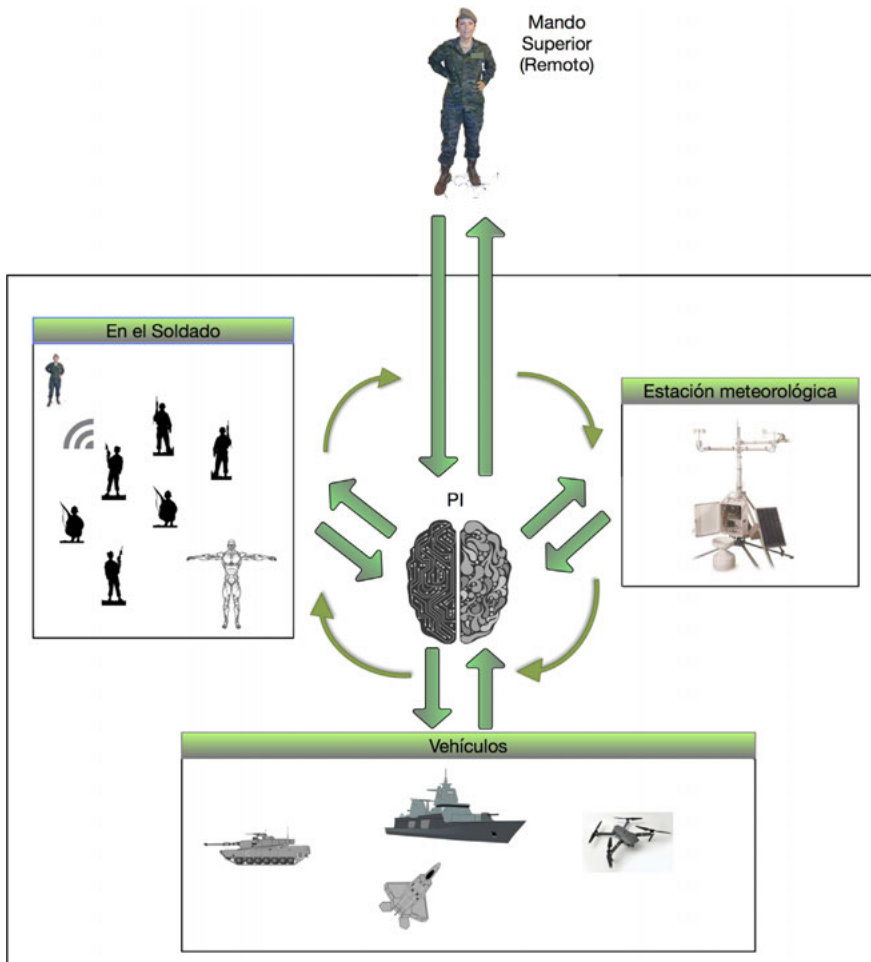 Mando
Superior
(Remoto)
En el Soldado
Estación meteorológica
PI
Vehículos